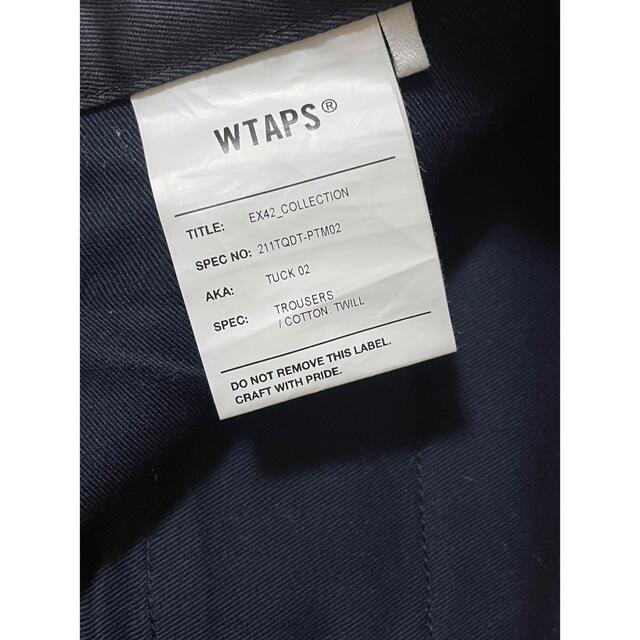 WTAPS®
TITLE: EX42_COLLECTION
SPEC NO: 211TQDT-PTM02
AKA: TUCK 02
SPEC: TROUSERS
/ COTTON. TWILL
DO NOT REMOVE THIS LABEL.
CRAFT WITH PRIDE.